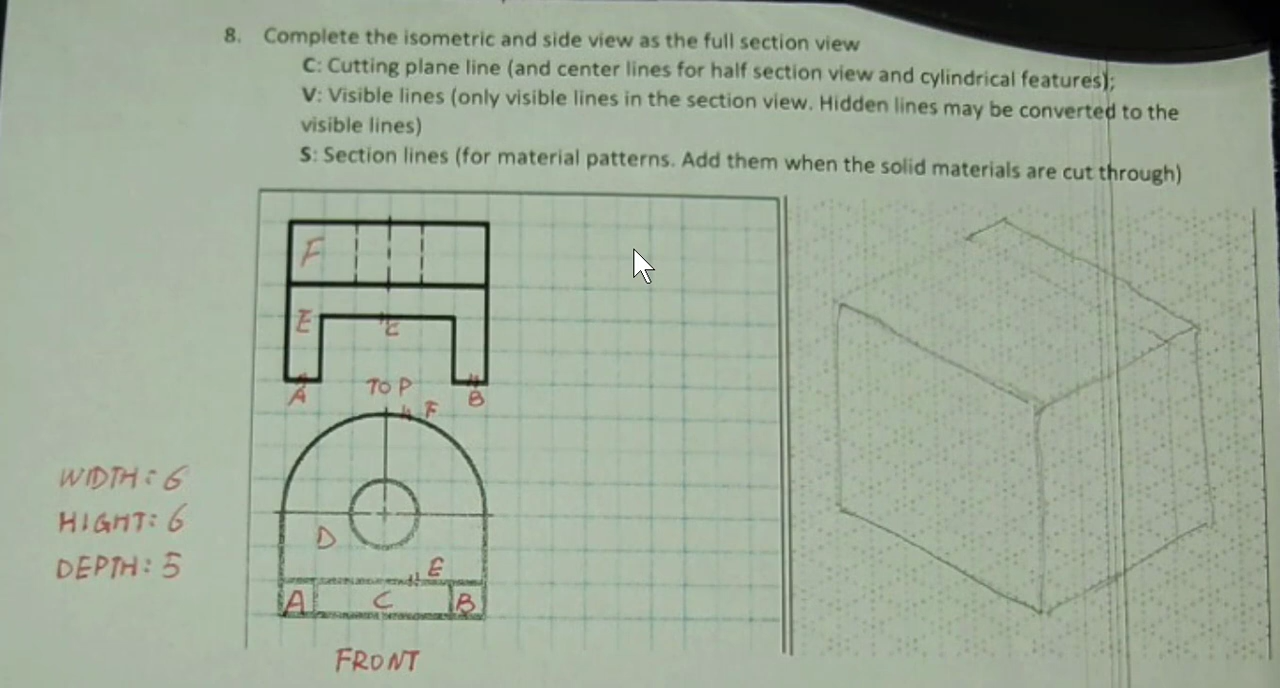 8. Complete the isometric and side view as the full section view
C: Cutting plane line (and center lines for half section view and cylindrical features);
V: Visible lines (only visible lines in the section view. Hidden lines may be converted to the
visible lines)
S: Section lines (for material patterns. Add them when the solid materials are cut through)
F
E
C
A
TOP
B
F
WIDTH: 6
HIGHT: 6
D
DEPTH: 5
E
A
C
B
FRONT